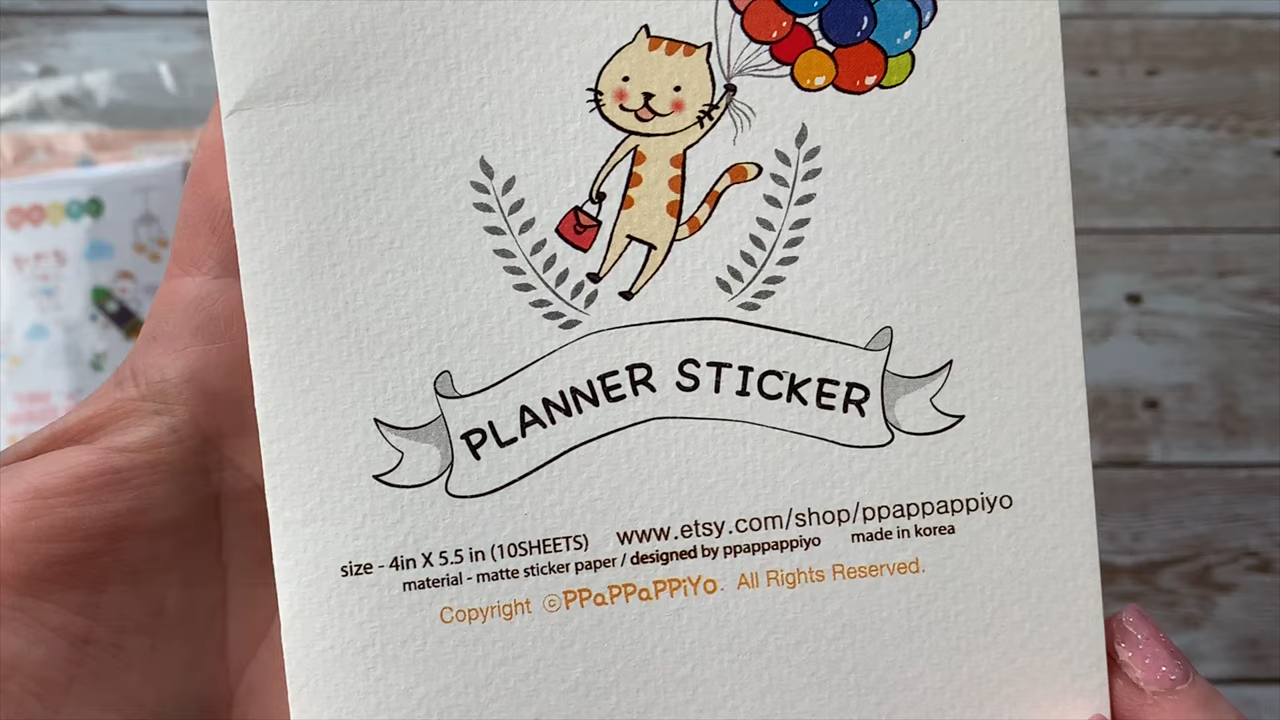 PLANNER STICKER
www.etsy.com/shop/ppappappiyo
size - 4in X 5.5 in (10SHEETS)
material - matte sticker paper / designed by ppappappiyo made in korea
Copyright ©PPaPPaPPiYo. All Rights Reserved.